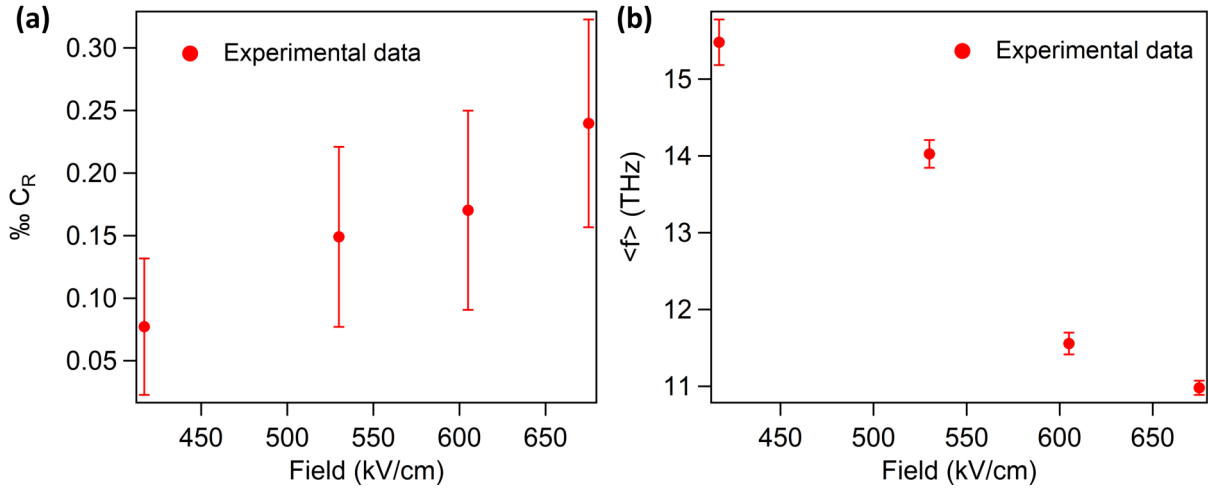 (a)
Experimental data
0.30
0.25
0.20
0.15
0.10
0.05
‰ C_R
450 500 550 600 650
Field (kV/cm)
(b)
Experimental data
15
14
13
12
11
<f> (THz)
450 500 550 600 650
Field (kV/cm)